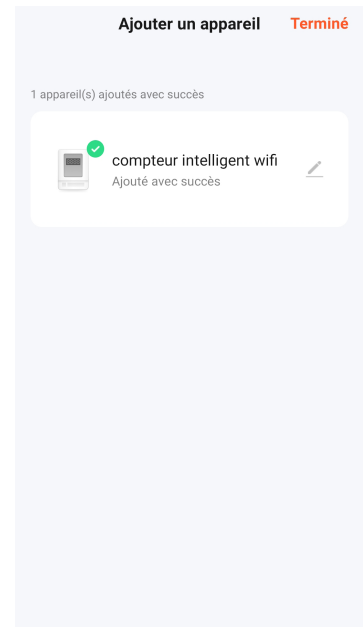 Ajouter un appareil
Terminé
1 appareil(s) ajoutés avec succès
compteur intelligent wifi
Ajouté avec succès